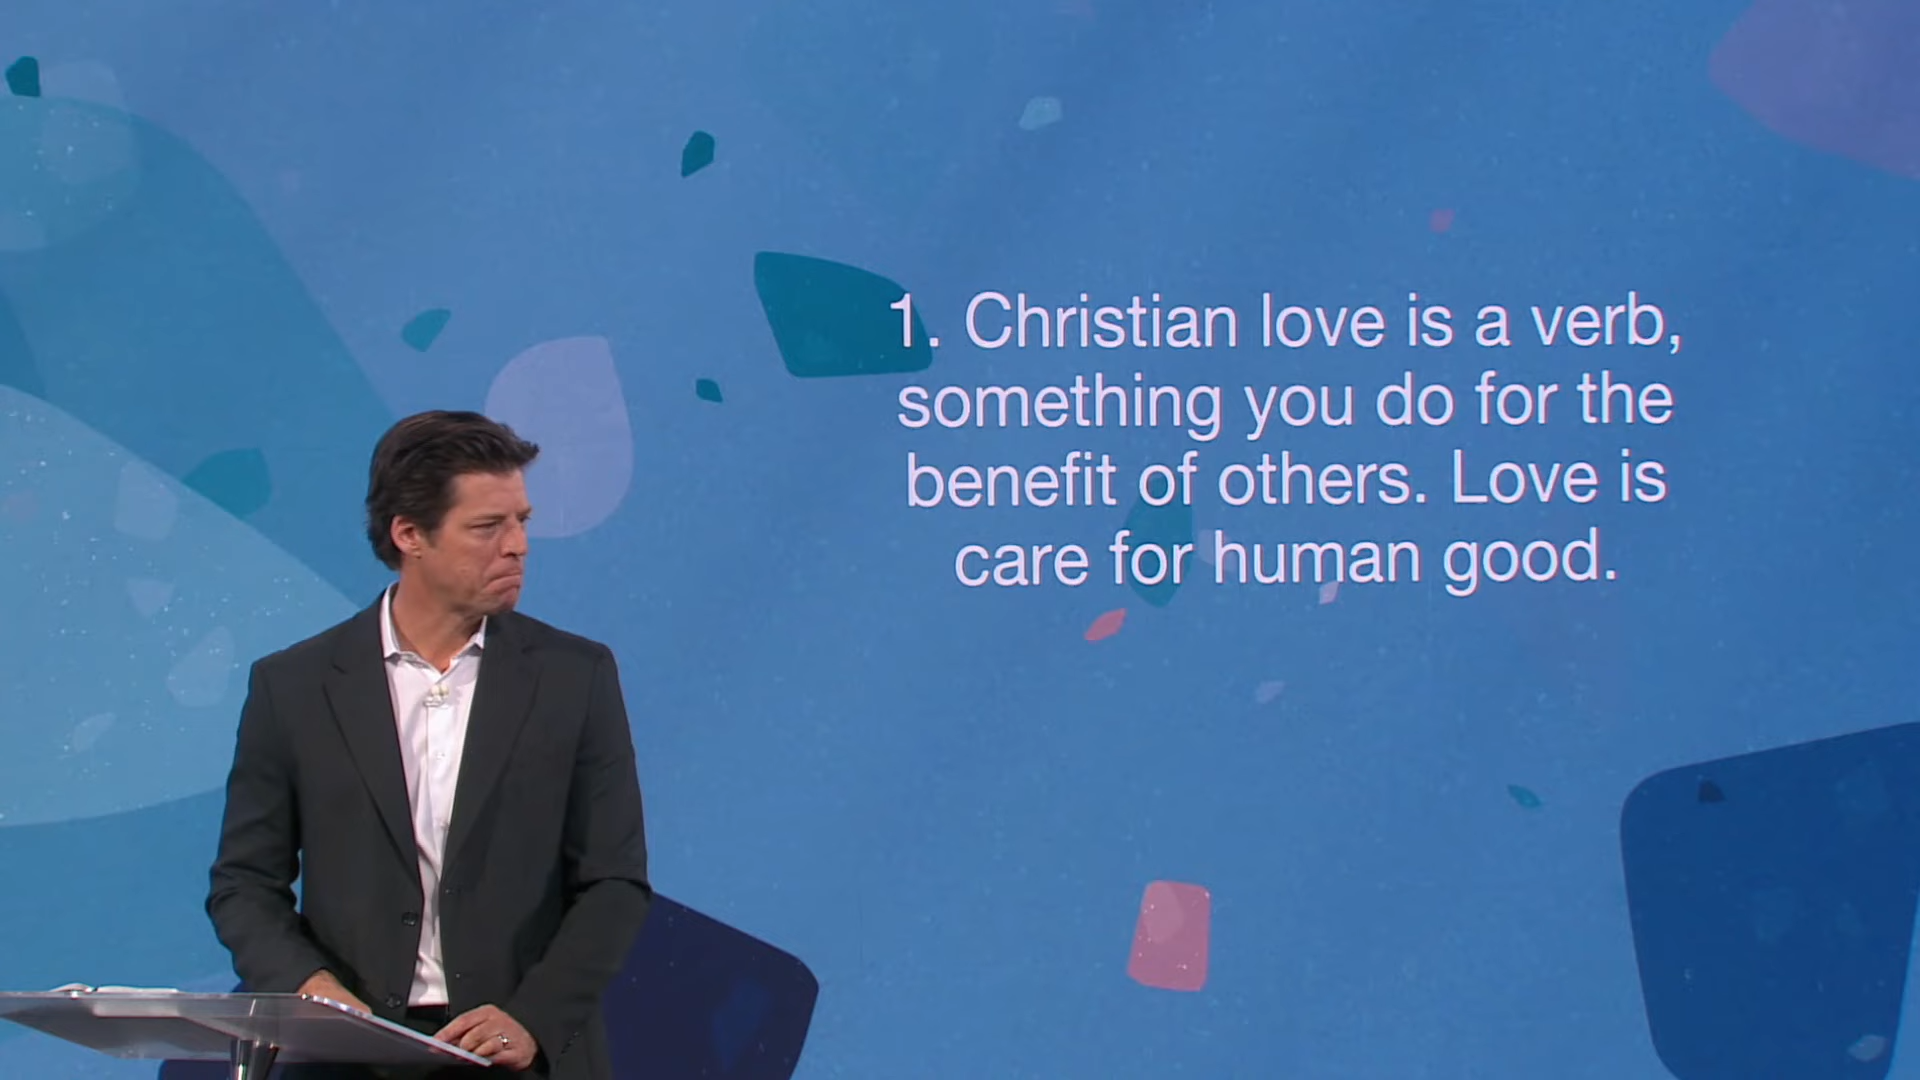 1. Christian love is a verb,
something you do for the
benefit of others. Love is
care for human good.